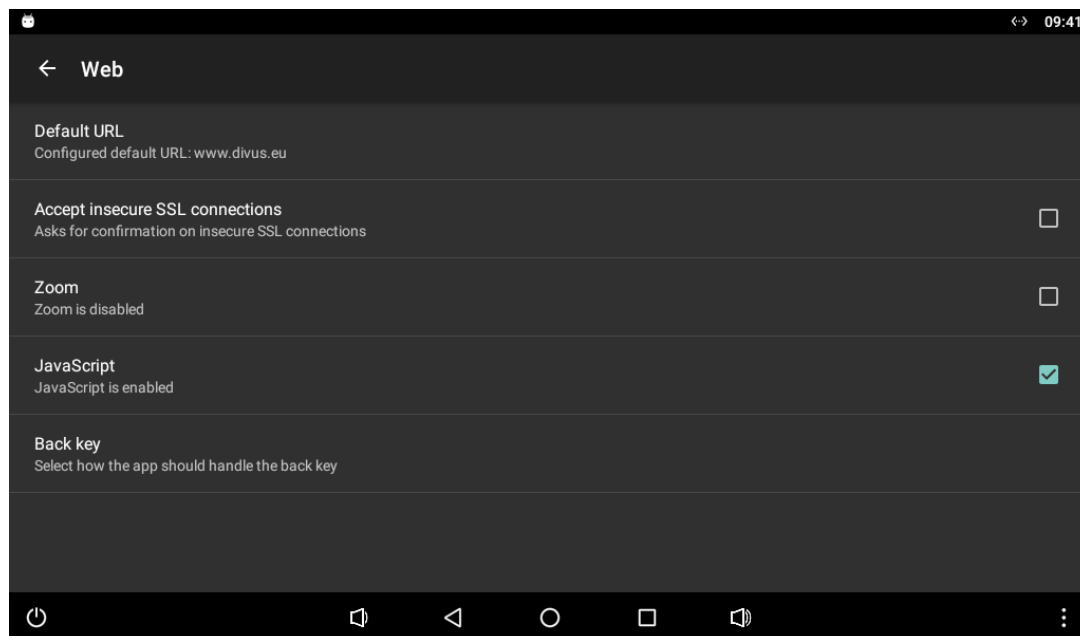 09:41
Web
Default URL
Configured default URL: www.divus.eu
Accept insecure SSL connections
Asks for confirmation on insecure SSL connections
Zoom
Zoom is disabled
JavaScript
JavaScript is enabled
Back key
Select how the app should handle the back key